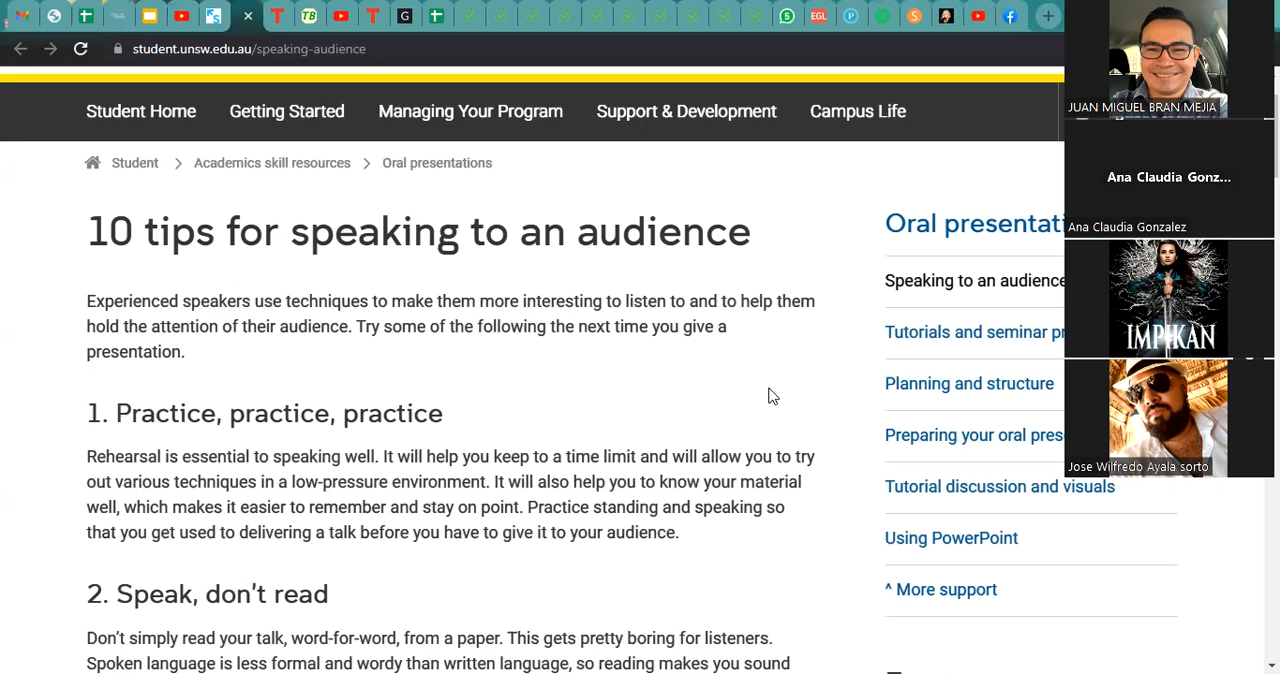 student.unsw.edu.au/speaking-audience
Student Home
Getting Started
Managing Your Program
Support & Development
Campus Life
Student
Academics skill resources
Oral presentations
10 tips for speaking to an audience
Experienced speakers use techniques to make them more interesting to listen to and to help them
hold the attention of their audience. Try some of the following the next time you give a
presentation.
1. Practice, practice, practice
Rehearsal is essential to speaking well. It will help you keep to a time limit and will allow you to try
out various techniques in a low-pressure environment. It will also help you to know your material
well, which makes it easier to remember and stay on point. Practice standing and speaking so
that you get used to delivering a talk before you have to give it to your audience.
2. Speak, don't read
Don't simply read your talk, word-for-word, from a paper. This gets pretty boring for listeners.
Spoken language is less formal and wordy than written language, so reading makes you sound
Oral presentati
Speaking to an audience
Tutorials and seminar pr
Planning and structure
Preparing your oral pres
Tutorial discussion and visuals
Using PowerPoint
^ More support
JUAN MIGUEL BRAN MEJIA
Ana Claudia Gonz...
Ana Claudia Gonzalez
IMPIKAN
Jose Wilfredo Ayala sorto
T
TB
T
G
5
EGL
P
S